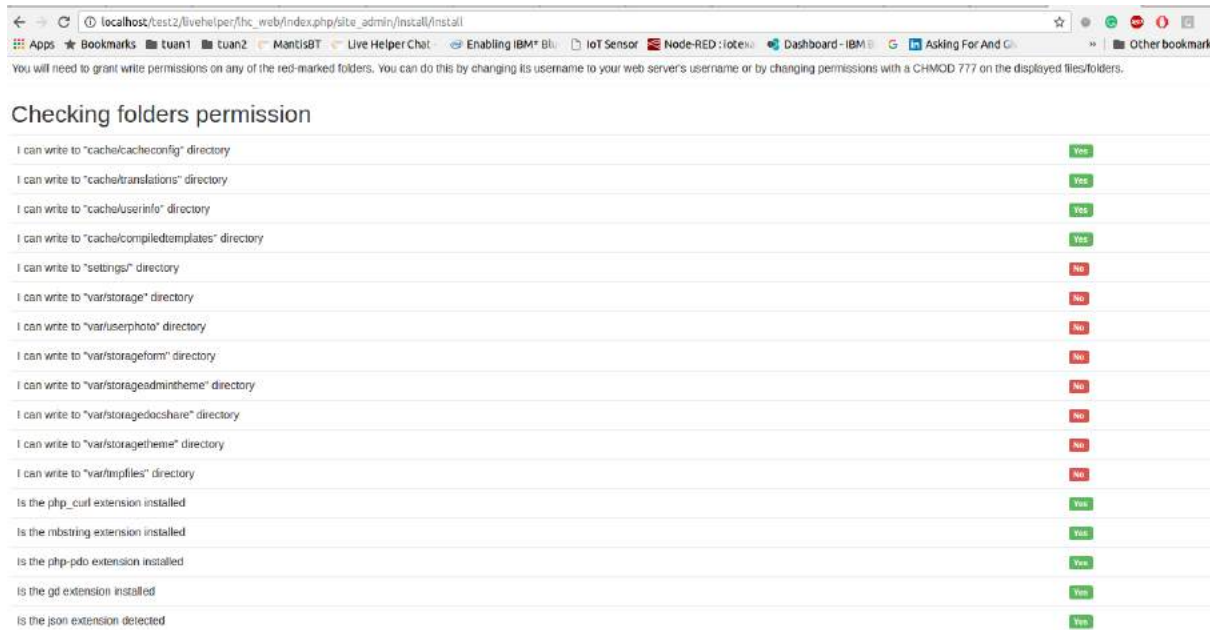 localhost/test2/livehelper/lhc_web/index.php/site_admin/install/install
Apps Bookmarks tuan1 tuan2 MantisBT Live Helper Chat - Enabling IBM* Blu IoT Sensor Node-RED : iotex Dashboard - IBM B G Asking For And Gi » Other bookmark
You will need to grant write permissions on any of the red-marked folders. You can do this by changing its username to your web server's username or by changing permissions with a CHMOD 777 on the displayed files/folders.
Checking folders permission
I can write to "cache/cacheconfig" directory Yes
I can write to "cache/translations" directory Yes
I can write to "cache/userinfo" directory Yes
I can write to "cache/compiledtemplates" directory Yes
I can write to "settings/" directory No
I can write to "var/storage" directory No
I can write to "var/userphoto" directory No
I can write to "var/storageform" directory No
I can write to "var/storageadmintheme" directory No
I can write to "var/storagedocshare" directory No
I can write to "var/storagetheme" directory No
I can write to "var/tmpfiles" directory No
Is the php_curl extension installed Yes
Is the mbstring extension installed Yes
Is the php-pdo extension installed Yes
Is the gd extension installed Yes
Is the json extension detected Yes